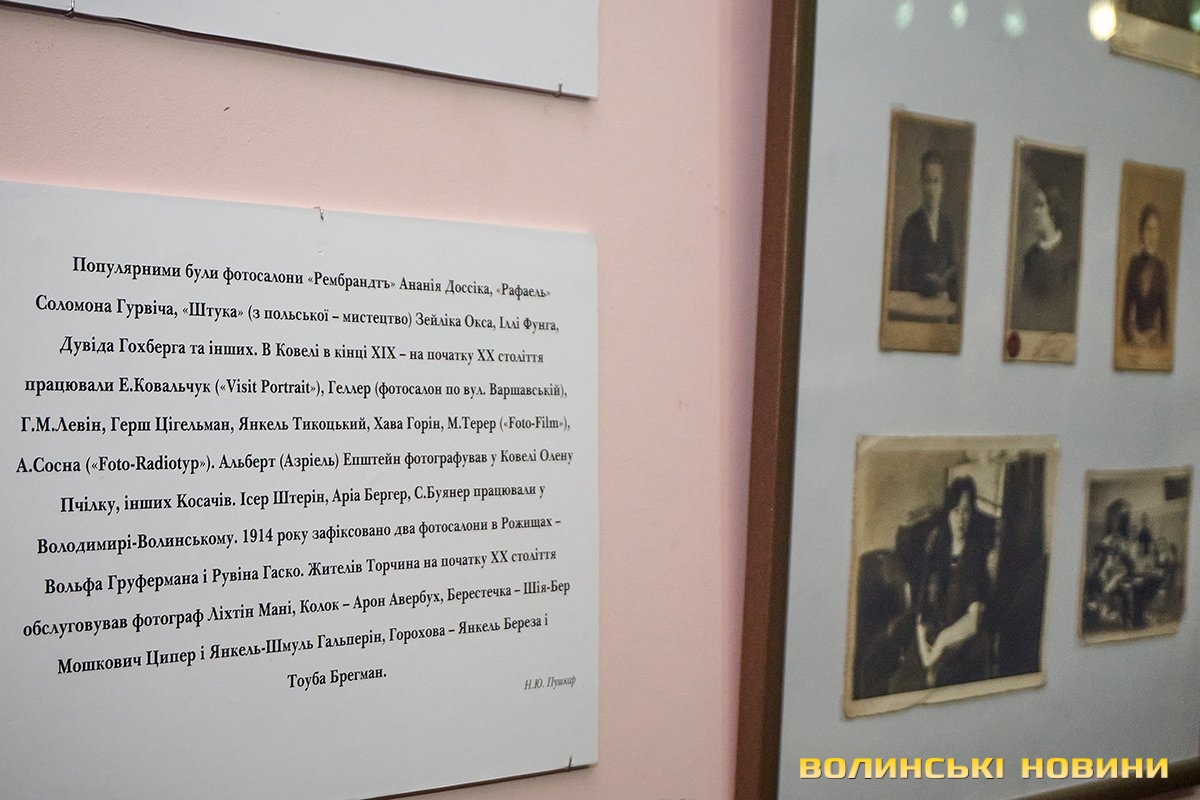 Популярними були фотосалони «Рембрандтъ» Ананія Доссіка, «Рафаель»
Соломона Гурвіча, «Штука» (з польської – мистецтво) Зейліка Окса, Іллі Фунга,
Дувіда Гохберга та інших. В Ковелі в кінці ХІХ – на початку ХХ століття
працювали Е.Ковальчук («Visit Portrait»), Геллер (фотосалон по вул. Варшавській),
Г.М.Левін, Герш Цігельман, Янкель Тикоцький, Хава Горін, М.Терер («Foto-Film»),
А.Сосна («Foto-Radiotyp»). Альберт (Азріель) Епштейн фотографував у Ковелі Олену
Пчілку, інших Косачів. Ісер Штерін, Аріа Бергер, С.Буянер працювали у
Володимирі-Волинському. 1914 року зафіксовано два фотосалони в Рожищах –
Вольфа Груфермана і Рувіна Гаско. Жителів Торчина на початку ХХ століття
обслуговував фотограф Ліхтін Мані, Колок – Арон Авербух, Берестечка – Шія-Бер
Мошкович Ципер і Янкель-Шмуль Гальперін, Горохова – Янкель Береза і
Тоуба Брегман.
Н.Ю. Пушкар
ВОЛИНСЬКІ НОВИНИ